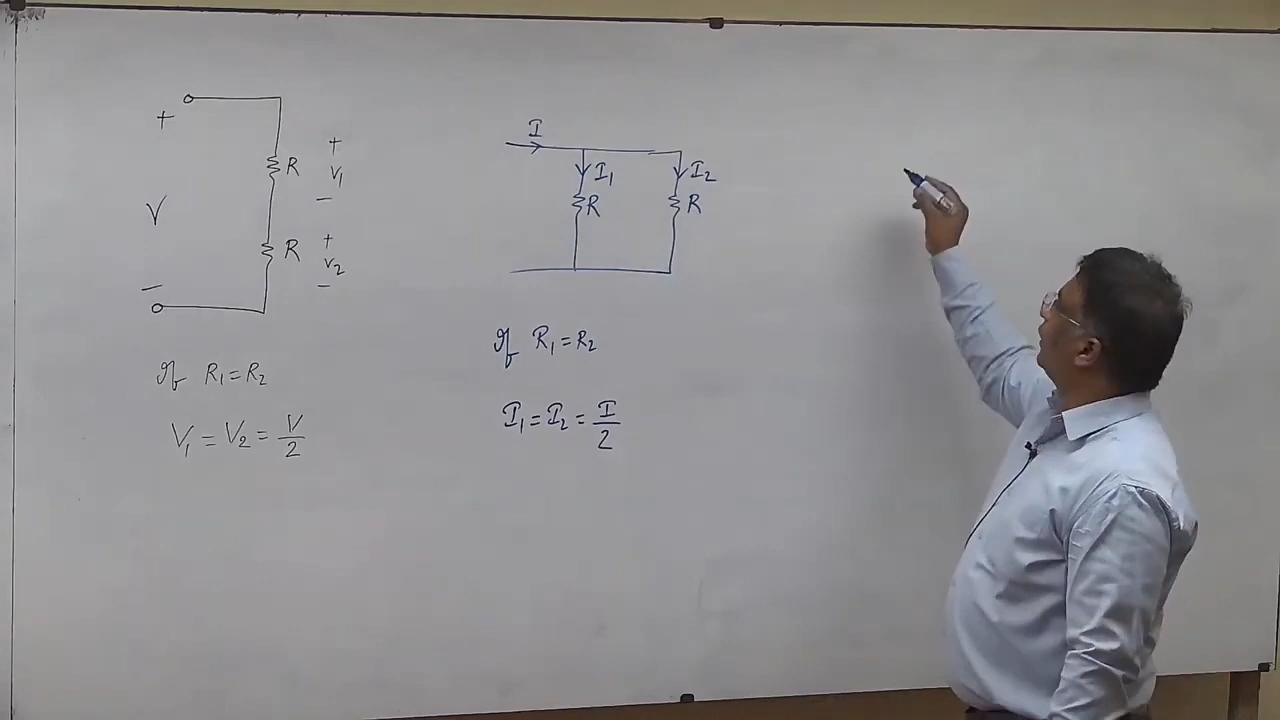 +
R
+
V₁
−
V
R
+
V₂
−
−
If R₁=R₂
V₁=V₂=V/2
I
I₁
I₂
R
R
If R₁=R₂
I₁=I₂=I/2